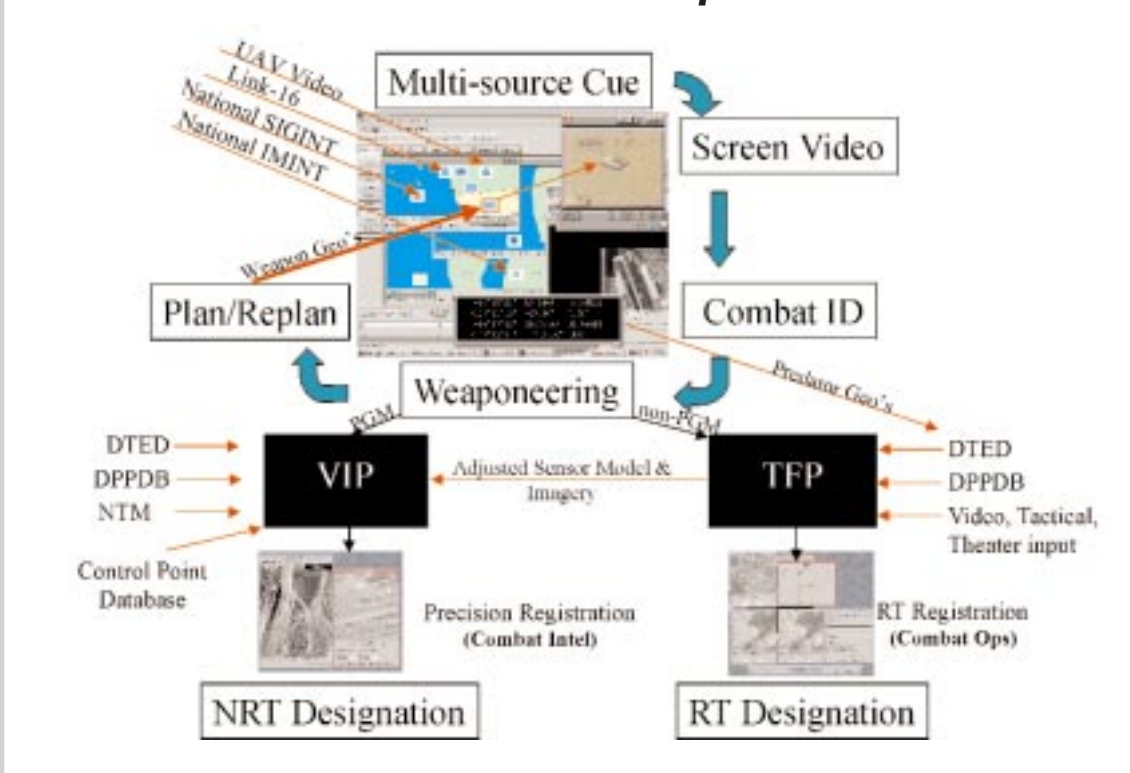 UAV Video
Link-16
National SIGINT
National IMINT
Multi-source Cue
Screen Video
Weapon Geo's
Plan/Replan
Combat ID
Predator Geo's
Weaponeering
PGM
non-PGM
DTED
DPPDB
NTM
Control Point
Database
VIP
Adjusted Sensor Model &
Imagery
TFP
DTED
DPPDB
Video, Tactical,
Theater input
Precision Registration
(Combat Intel)
RT Registration
(Combat Ops)
NRT Designation
RT Designation